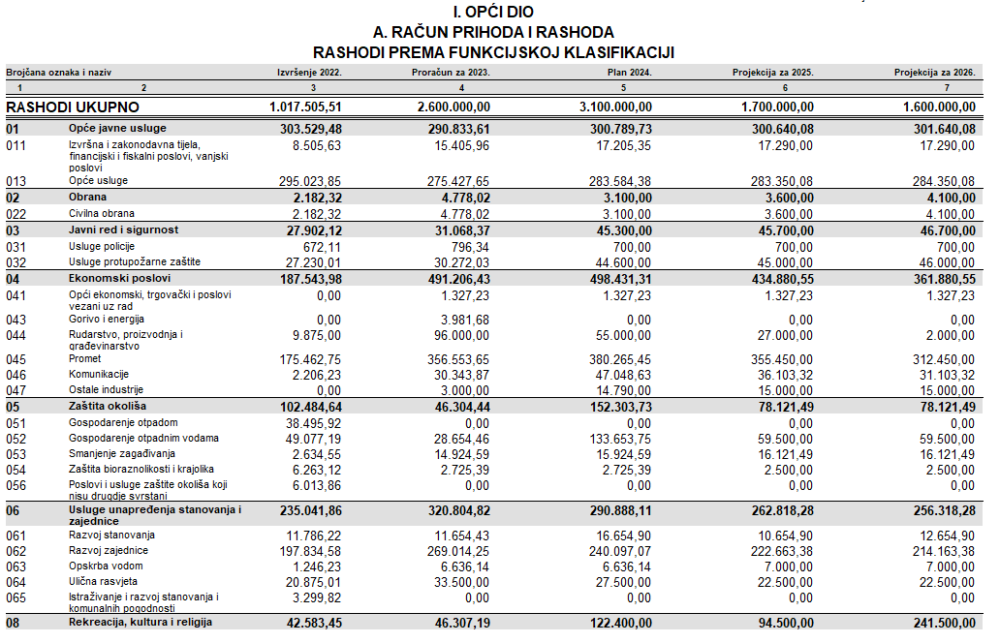 I. OPĆI DIO
A. RAČUN PRIHODA I RASHODA
RASHODI PREMA FUNKCIJSKOJ KLASIFIKACIJI
Brojčana oznaka i naziv Izvršenje 2022. Proračun za 2023. Plan 2024. Projekcija za 2025. Projekcija za 2026.
1 2 3 4 5 6 7
RASHODI UKUPNO 1.017.505,51 2.600.000,00 3.100.000,00 1.700.000,00 1.600.000,00
01 Opće javne usluge 303.529,48 290.833,61 300.789,73 300.640,08 301.640,08
011 Izvršna i zakonodavna tijela, 8.505,63 15.405,96 17.205,35 17.290,00 17.290,00
financijski i fiskalni poslovi, vanjski
poslovi
013 Opće usluge 295.023,85 275.427,65 283.584,38 283.350,08 284.350,08
02 Obrana 2.182,32 4.778,02 3.100,00 3.600,00 4.100,00
022 Civilna obrana 2.182,32 4.778,02 3.100,00 3.600,00 4.100,00
03 Javni red i sigurnost 27.902,12 31.068,37 45.300,00 45.700,00 46.700,00
031 Usluge policije 672,11 796,34 700,00 700,00 700,00
032 Usluge protupožarne zaštite 27.230,01 30.272,03 44.600,00 45.000,00 46.000,00
04 Ekonomski poslovi 187.543,98 491.206,43 498.431,31 434.880,55 361.880,55
041 Opći ekonomski, trgovački i poslovi 0,00 1.327,23 1.327,23 1.327,23 1.327,23
vezani uz rad
043 Gorivo i energija 0,00 3.981,68 0,00 0,00 0,00
044 Rudarstvo, proizvodnja i 9.875,00 96.000,00 55.000,00 27.000,00 2.000,00
građevinarstvo
045 Promet 175.462,75 356.553,65 380.265,45 355.450,00 312.450,00
046 Komunikacije 2.206,23 30.343,87 47.048,63 36.103,32 31.103,32
047 Ostale industrije 0,00 3.000,00 14.790,00 15.000,00 15.000,00
05 Zaštita okoliša 102.484,64 46.304,44 152.303,73 78.121,49 78.121,49
051 Gospodarenje otpadom 38.495,92 0,00 0,00 0,00 0,00
052 Gospodarenje otpadnim vodama 49.077,19 28.654,46 133.653,75 59.500,00 59.500,00
053 Smanjenje zagađivanja 2.634,55 14.924,59 15.924,59 16.121,49 16.121,49
054 Zaštita bioraznolikosti i krajolika 6.263,12 2.725,39 2.725,39 2.500,00 2.500,00
056 Poslovi i usluge zaštite okoliša koji 6.013,86 0,00 0,00 0,00 0,00
nisu drugdje svrstani
06 Usluge unapređenja stanovanja i 235.041,86 320.804,82 290.888,11 262.818,28 256.318,28
zajednice
061 Razvoj stanovanja 11.786,22 11.654,43 16.654,90 10.654,90 12.654,90
062 Razvoj zajednice 197.834,58 269.014,25 240.097,07 222.663,38 214.163,38
063 Opskrba vodom 1.246,23 6.636,14 6.636,14 7.000,00 7.000,00
064 Ulična rasvjeta 20.875,01 33.500,00 27.500,00 22.500,00 22.500,00
065 Istraživanje i razvoj stanovanja i 3.299,82 0,00 0,00 0,00 0,00
komunalnih pogodnosti
08 Rekreacija, kultura i religija 42.583,45 46.307,19 122.400,00 94.500,00 241.500,00